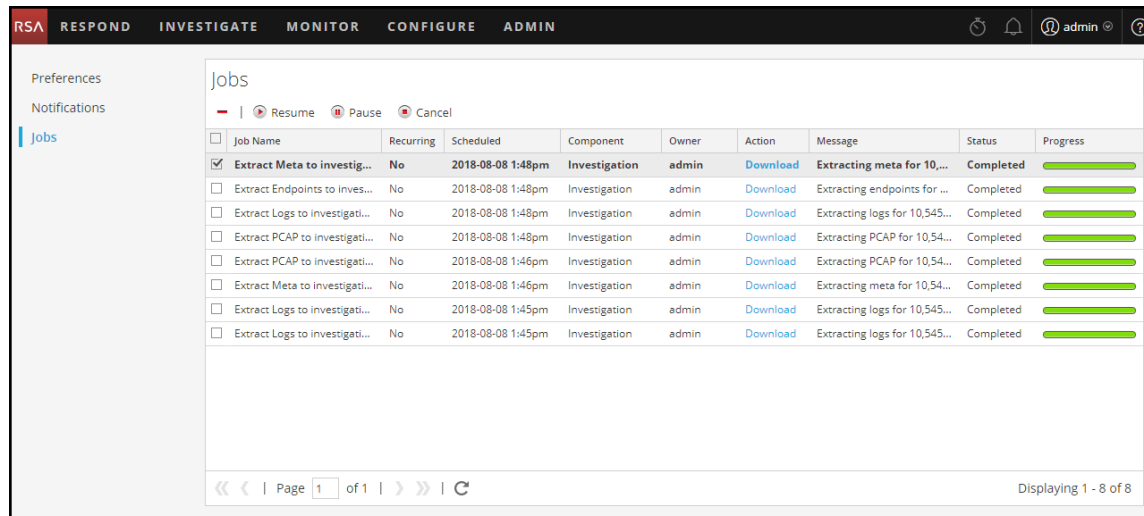 RSA RESPOND INVESTIGATE MONITOR CONFIGURE ADMIN admin ?
Preferences
Notifications
Jobs
Jobs
Resume Pause Cancel
Job Name Recurring Scheduled Component Owner Action Message Status Progress
Extract Meta to investig... No 2018-08-08 1:48pm Investigation admin Download Extracting meta for 10,... Completed
Extract Endpoints to inves... No 2018-08-08 1:48pm Investigation admin Download Extracting endpoints for ... Completed
Extract Logs to investigati... No 2018-08-08 1:48pm Investigation admin Download Extracting logs for 10,545... Completed
Extract PCAP to investigati... No 2018-08-08 1:48pm Investigation admin Download Extracting PCAP for 10,54... Completed
Extract PCAP to investigati... No 2018-08-08 1:46pm Investigation admin Download Extracting PCAP for 10,54... Completed
Extract Meta to investigati... No 2018-08-08 1:46pm Investigation admin Download Extracting meta for 10,54... Completed
Extract Logs to investigati... No 2018-08-08 1:45pm Investigation admin Download Extracting logs for 10,545... Completed
Extract Logs to investigati... No 2018-08-08 1:45pm Investigation admin Download Extracting logs for 10,545... Completed
Page 1 of 1 Displaying 1 - 8 of 8